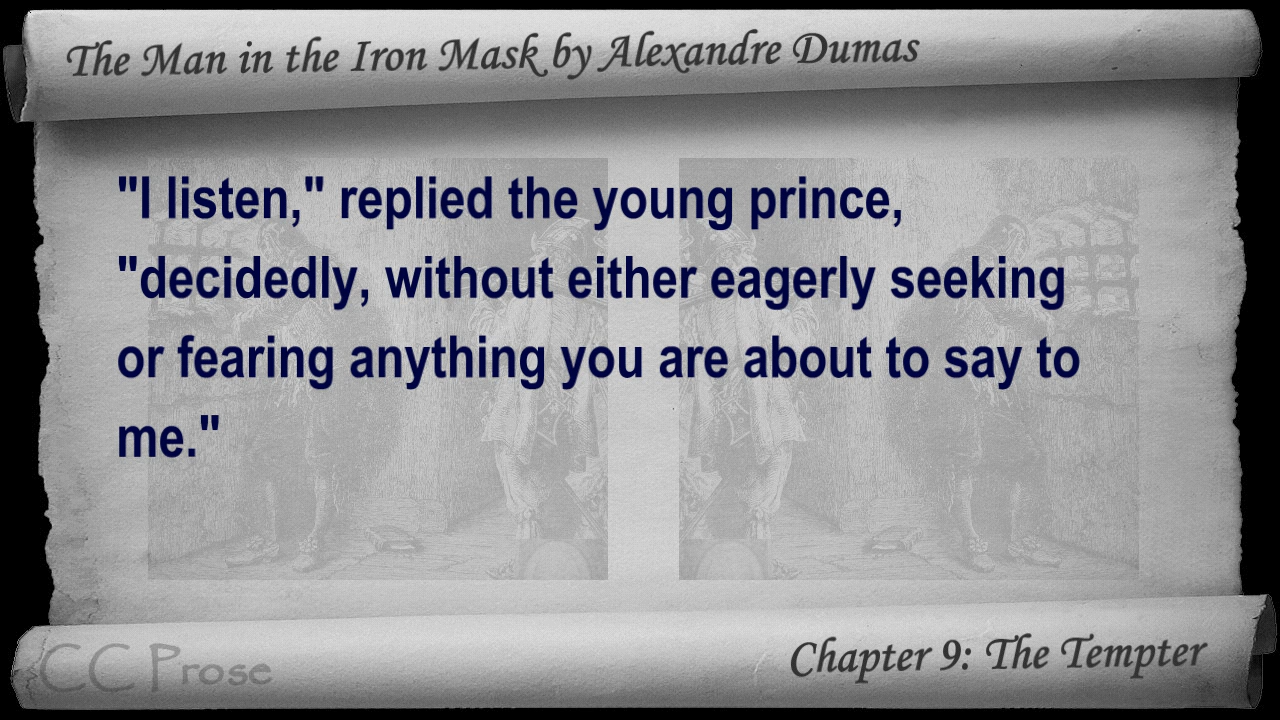 The Man in the Iron Mask by Alexandre Dumas
"I listen," replied the young prince,
"decidedly, without either eagerly seeking
or fearing anything you are about to say to
me."
CC Prose
Chapter 9: The Tempter